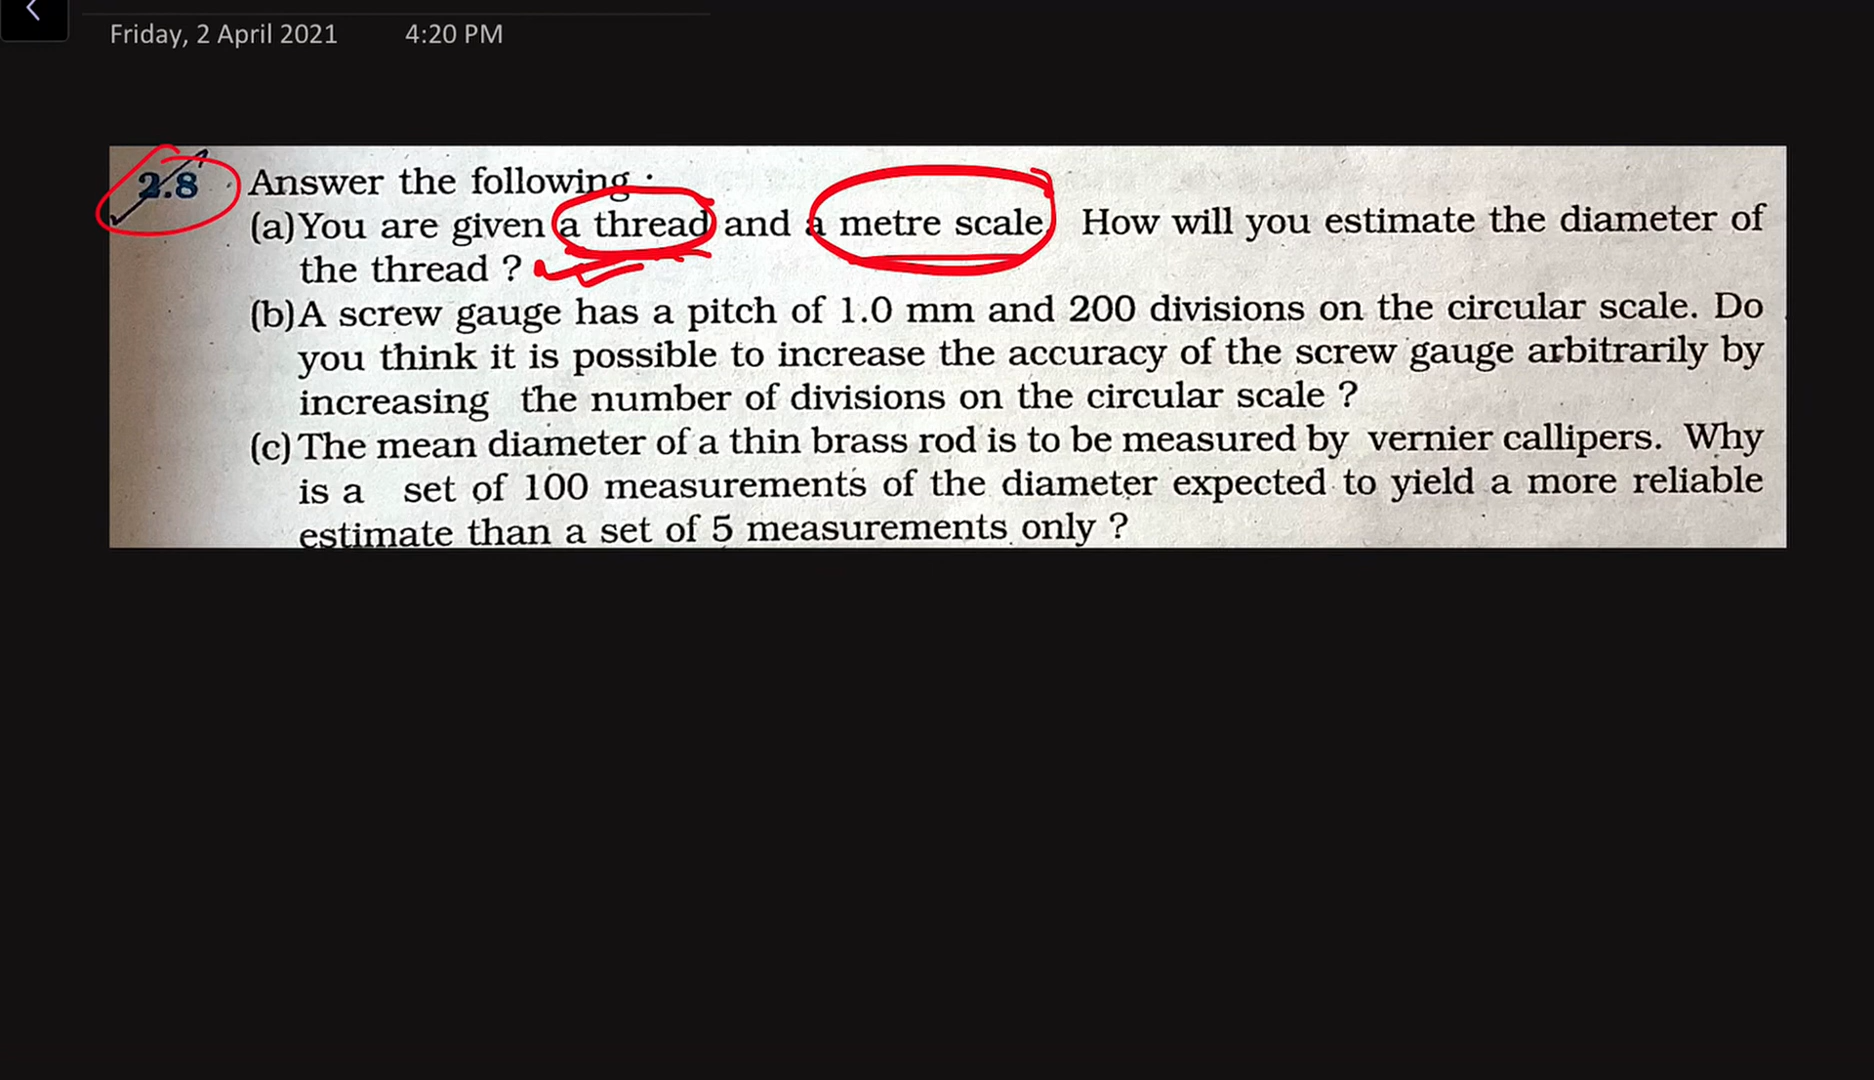 Friday, 2 April 2021 4:20 PM
2.8 Answer the following :
(a) You are given a thread and a metre scale. How will you estimate the diameter of
the thread ?
(b) A screw gauge has a pitch of 1.0 mm and 200 divisions on the circular scale. Do
you think it is possible to increase the accuracy of the screw gauge arbitrarily by
increasing the number of divisions on the circular scale ?
(c) The mean diameter of a thin brass rod is to be measured by vernier callipers. Why
is a set of 100 measurements of the diameter expected to yield a more reliable
estimate than a set of 5 measurements only ?